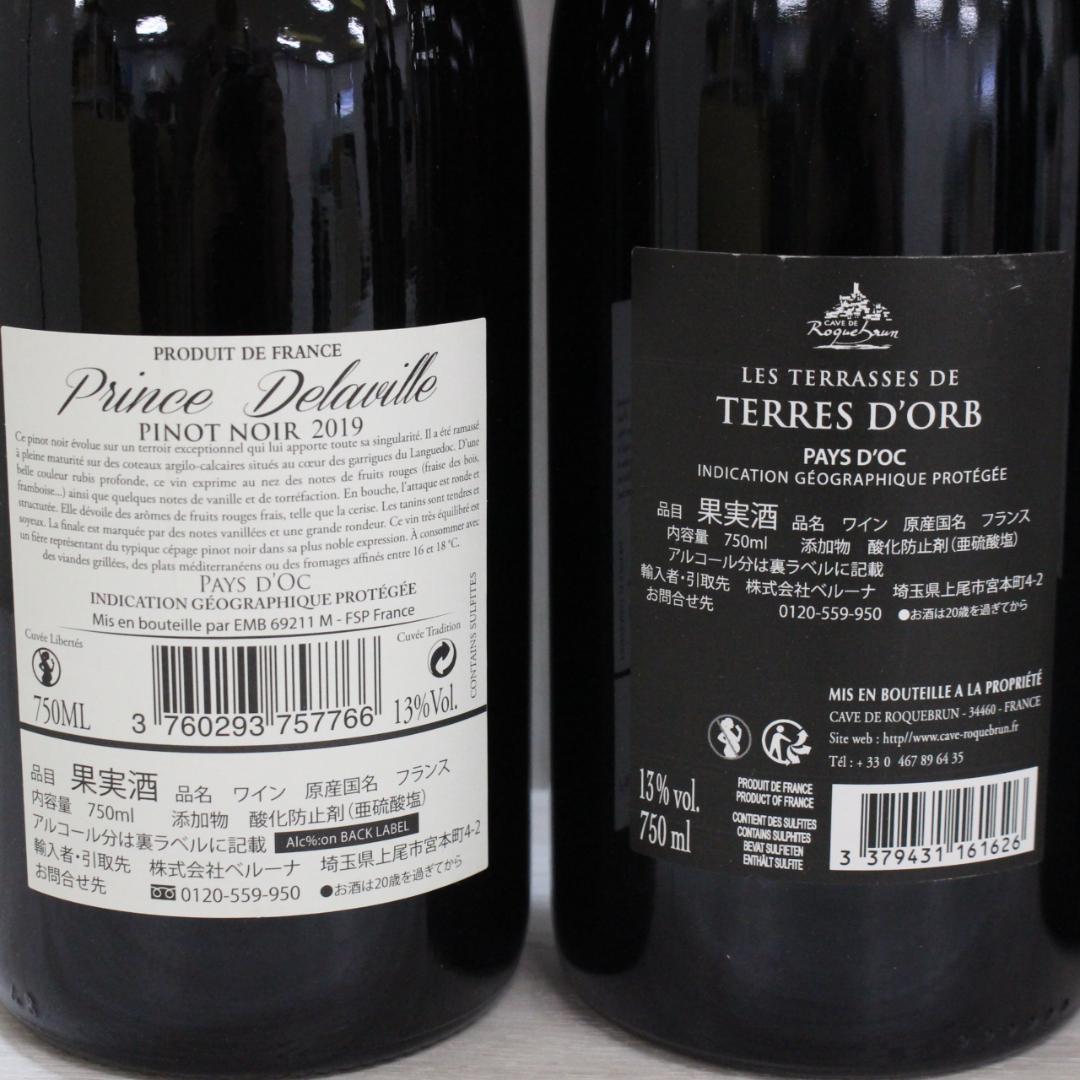 PRODUIT DE FRANCE
Prince Delaville
PINOT NOIR 2019
Ce pinot noir évolue sur un terroir exceptionnel qui lui apporte toute sa singularité. Il a été ramassé
à pleine maturité sur des coteaux argilo-calcaires situés au cœur des garrigues du Languedoc. D'une
belle couleur rubis profonde, ce vin exprime au nez des notes de fruits rouges (fraise des bois,
framboise...) ainsi que quelques notes de vanille et de torréfaction. En bouche, l'attaque est ronde et
structurée. Elle dévoile des arômes de fruits rouges frais, telle que la cerise. Les tanins sont tendres et
soyeux. La finale est marquée par des notes vanillées et une grande rondeur. Ce vin très équilibré est
un fière représentant du typique cépage pinot noir dans sa plus noble expression. À consommer avec
des viandes grillées, des plats méditerranéens ou des fromages affinés entre 16 et 18 °C.
PAYS D'OC
INDICATION GÉOGRAPHIQUE PROTÉGÉE
Mis en bouteille par EMB 69211 M - FSP France
Cuvée Libertés
Cuvée Tradition
CONTAINS SULFITES
750ML
3 760293 757766
13%Vol.
品目 果実酒 品名 ワイン 原産国名 フランス
内容量 750ml 添加物 酸化防止剤(亜硫酸塩)
アルコール分は裏ラベルに記載 Alc%:on BACK LABEL
輸入者・引取先 株式会社ベルーナ 埼玉県上尾市宮本町4-2
お問合せ先 0120-559-950 ●お酒は20歳を過ぎてから
CAVE DE
Roquebrun
LES TERRASSES DE
TERRES D'ORB
PAYS D'OC
INDICATION GÉOGRAPHIQUE PROTÉGÉE
品目 果実酒 品名 ワイン 原産国名 フランス
内容量 750ml 添加物 酸化防止剤(亜硫酸塩)
アルコール分は裏ラベルに記載
輸入者・引取先 株式会社ベルーナ 埼玉県上尾市宮本町4-2
お問合せ先 0120-559-950 ●お酒は20歳を過ぎてから
MIS EN BOUTEILLE A LA PROPRIÉTÉ
CAVE DE ROQUEBRUN - 34460 - FRANCE
Site web : http//www.cave-roquebrun.fr
Tél : + 33 0 467 89 64 35
13% vol.
750 ml
PRODUIT DE FRANCE
PRODUCT OF FRANCE
CONTIENT DES SULFITES
CONTAINS SULPHITES
BEVAT SULFIETEN
ENTHÄLT SULFITE
3 379431 161626